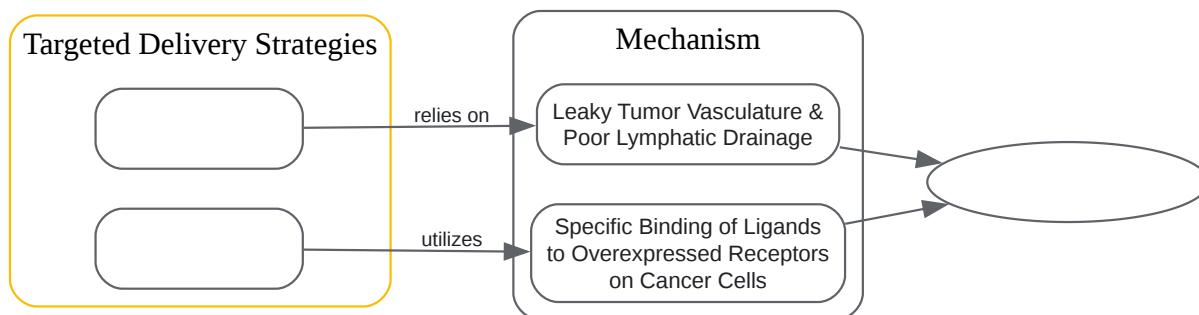 Targeted Delivery Strategies
Mechanism
relies on
Leaky Tumor Vasculature &
Poor Lymphatic Drainage
utilizes
Specific Binding of Ligands
to Overexpressed Receptors
on Cancer Cells